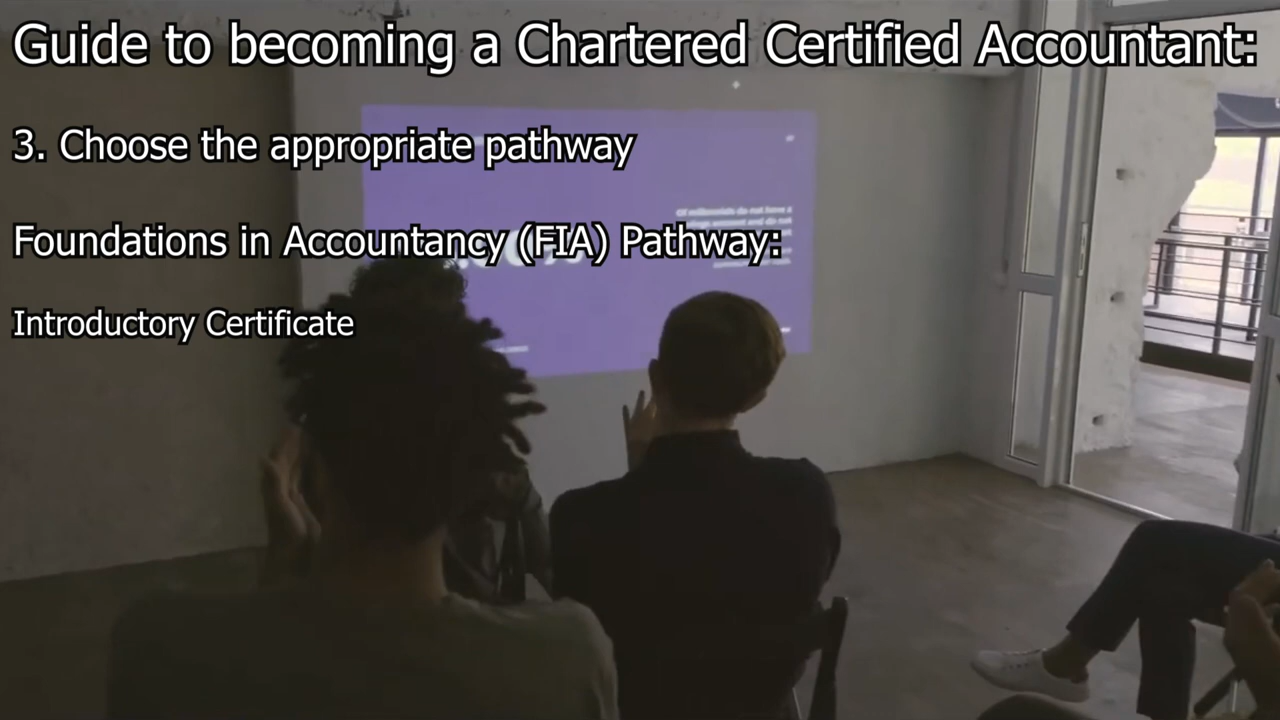 Guide to becoming a Chartered Certified Accountant:
3. Choose the appropriate pathway
Foundations in Accountancy (FIA) Pathway:
Introductory Certificate